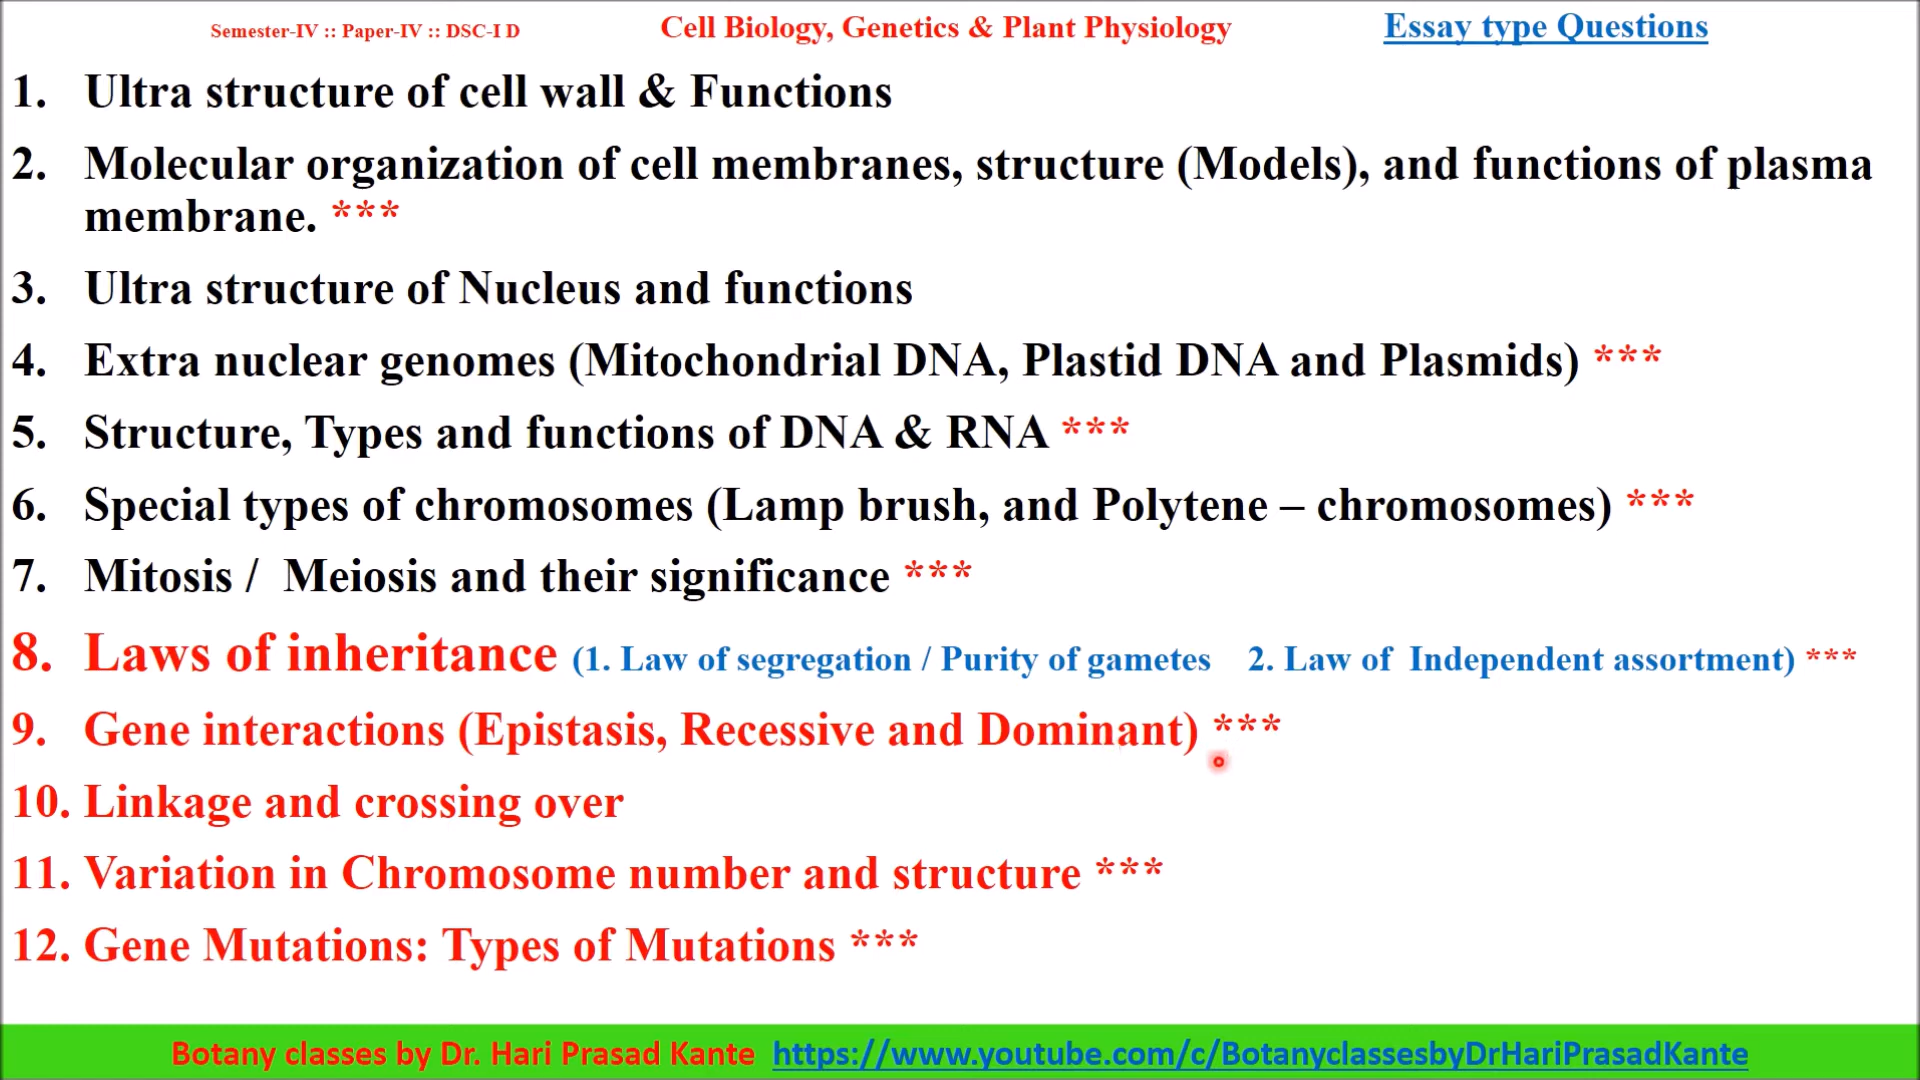 Semester-IV :: Paper-IV :: DSC-I D Cell Biology, Genetics & Plant Physiology Essay type Questions
1. Ultra structure of cell wall & Functions
2. Molecular organization of cell membranes, structure (Models), and functions of plasma
membrane. ***
3. Ultra structure of Nucleus and functions
4. Extra nuclear genomes (Mitochondrial DNA, Plastid DNA and Plasmids) ***
5. Structure, Types and functions of DNA & RNA ***
6. Special types of chromosomes (Lamp brush, and Polytene – chromosomes) ***
7. Mitosis / Meiosis and their significance ***
8. Laws of inheritance (1. Law of segregation / Purity of gametes 2. Law of Independent assortment) ***
9. Gene interactions (Epistasis, Recessive and Dominant) ***
10. Linkage and crossing over
11. Variation in Chromosome number and structure ***
12. Gene Mutations: Types of Mutations ***
Botany classes by Dr. Hari Prasad Kante https://www.youtube.com/c/BotanyclassesbyDrHariPrasadKante